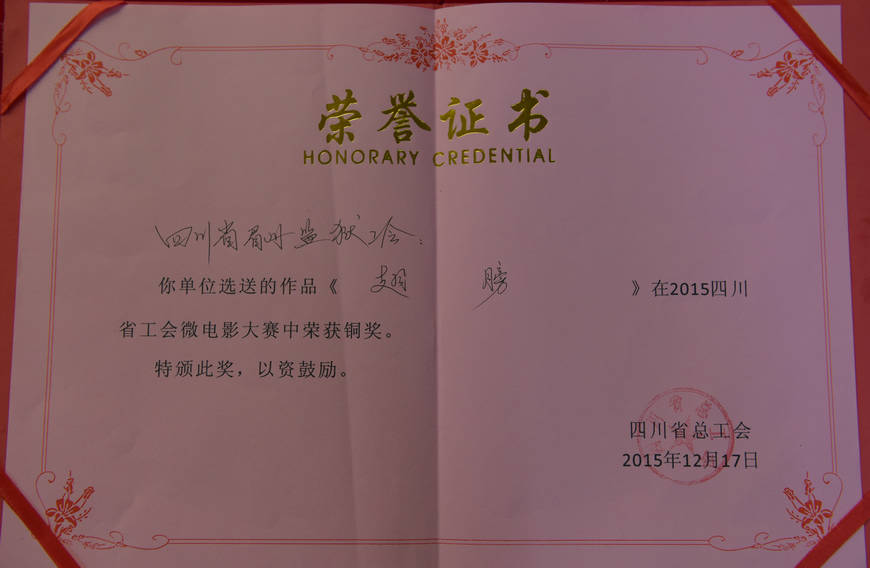 荣誉证书
HONORARY CREDENTIAL
四川省眉州监狱工会：
你单位选送的作品《 翅 膀 》在2015四川
省工会微电影大赛中荣获铜奖。
特颁此奖，以资鼓励。
四川省总工会
2015年12月17日